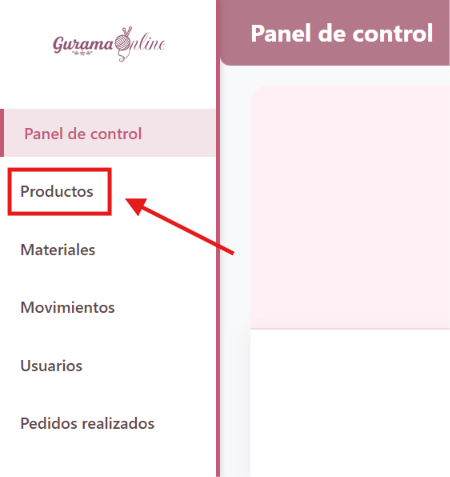 Gurama Online
Panel de control
Panel de control
Productos
Materiales
Movimientos
Usuarios
Pedidos realizados